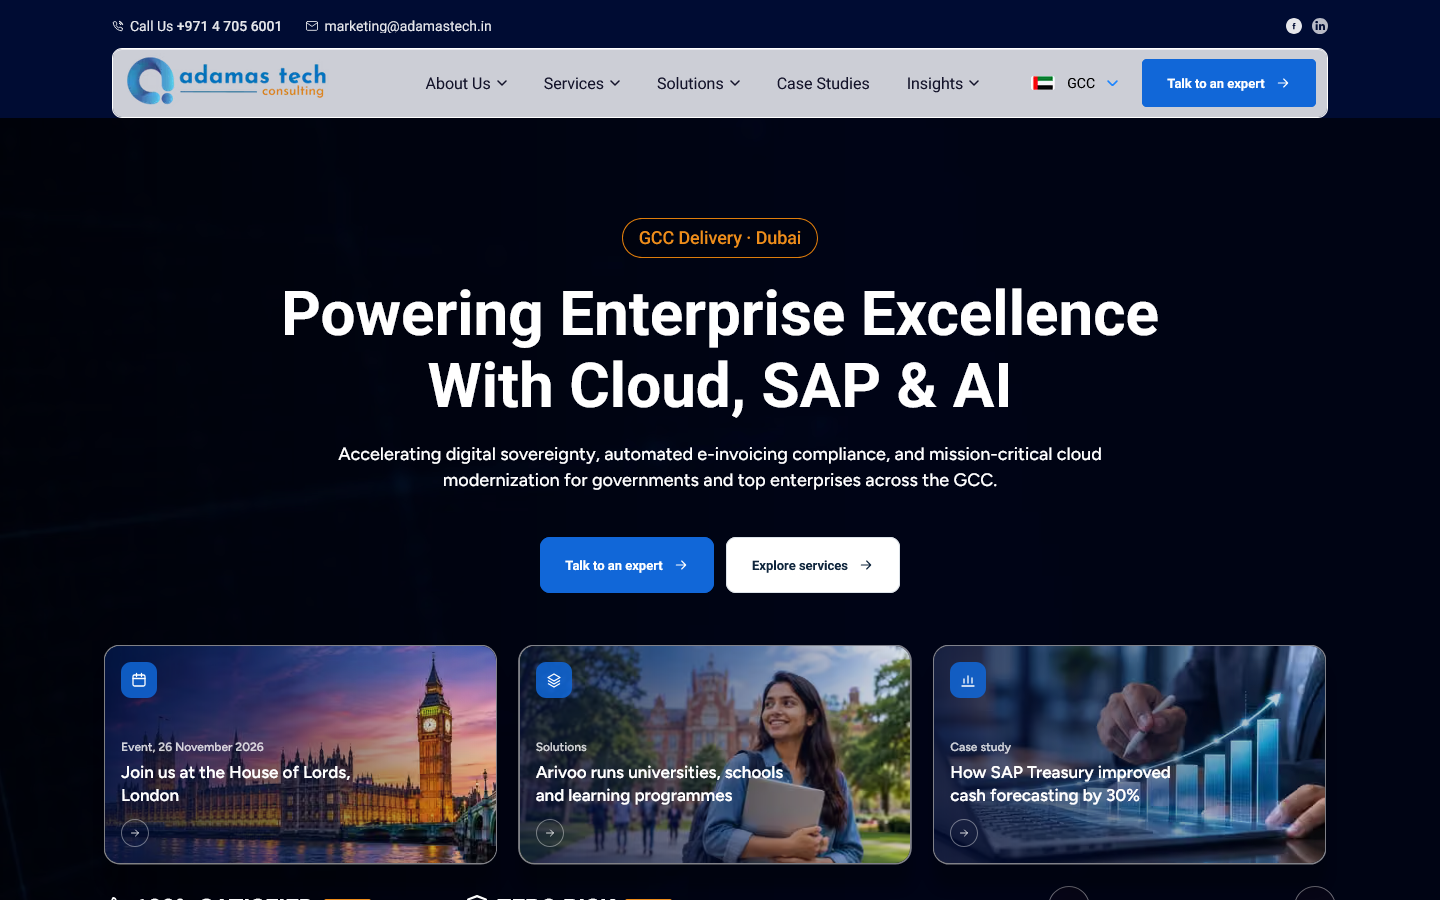 Call Us +971 4 705 6001
marketing@adamastech.in
adamas tech
consulting
About Us
Services
Solutions
Case Studies
Insights
GCC
Talk to an expert
GCC Delivery · Dubai
Powering Enterprise Excellence
With Cloud, SAP & AI
Accelerating digital sovereignty, automated e-invoicing compliance, and mission-critical cloud
modernization for governments and top enterprises across the GCC.
Talk to an expert
Explore services
Event, 26 November 2026
Join us at the House of Lords,
London
Solutions
Arivoo runs universities, schools
and learning programmes
Case study
How SAP Treasury improved
cash forecasting by 30%